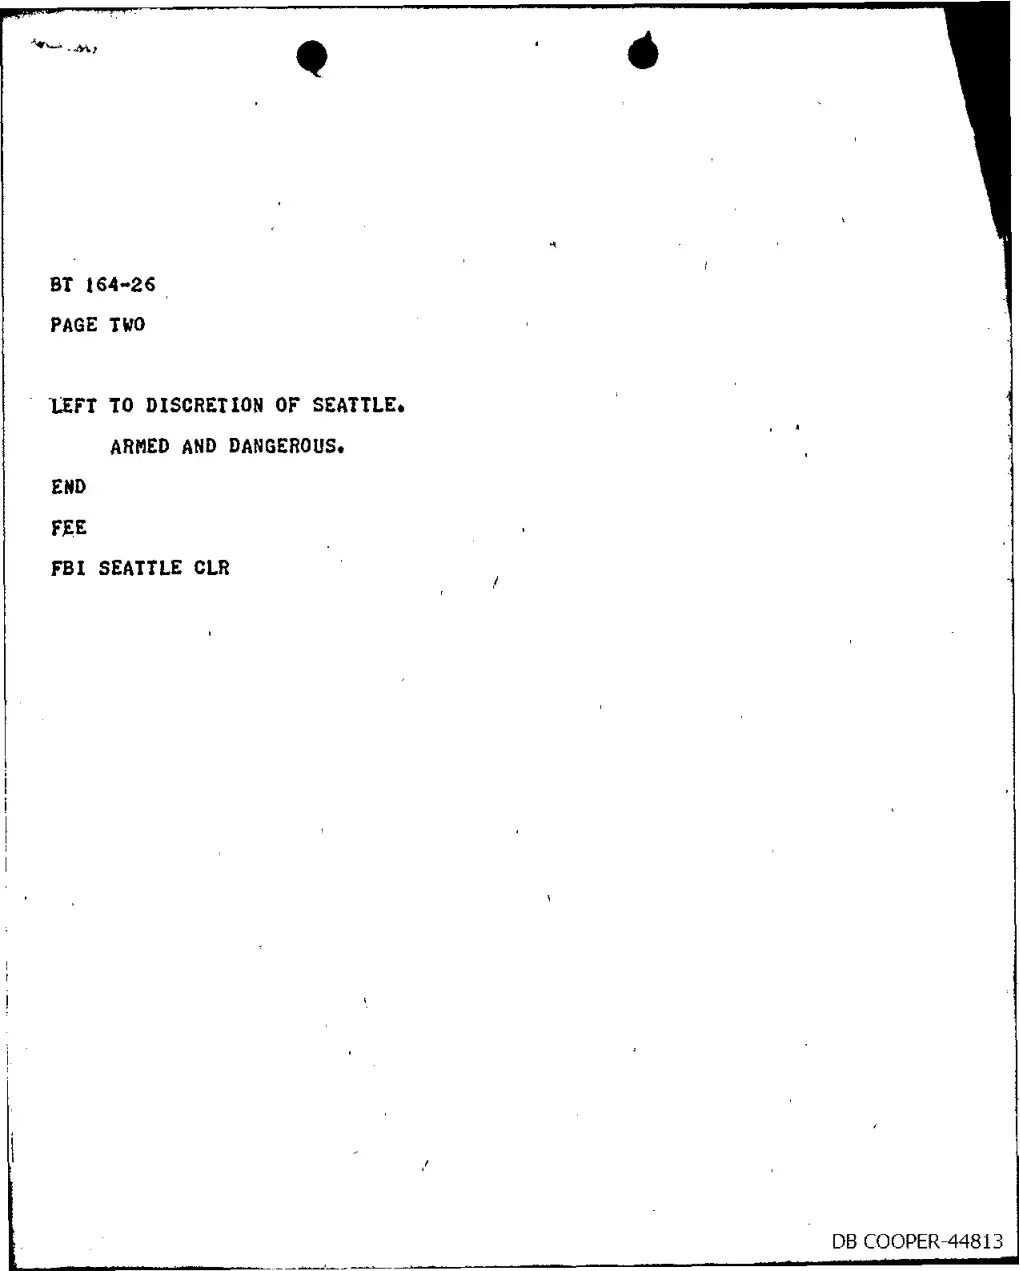 BT 164-26
PAGE TWO
LEFT TO DISCRETION OF SEATTLE.
ARMED AND DANGEROUS.
END
FEE
FBI SEATTLE CLR
DB COOPER-44813